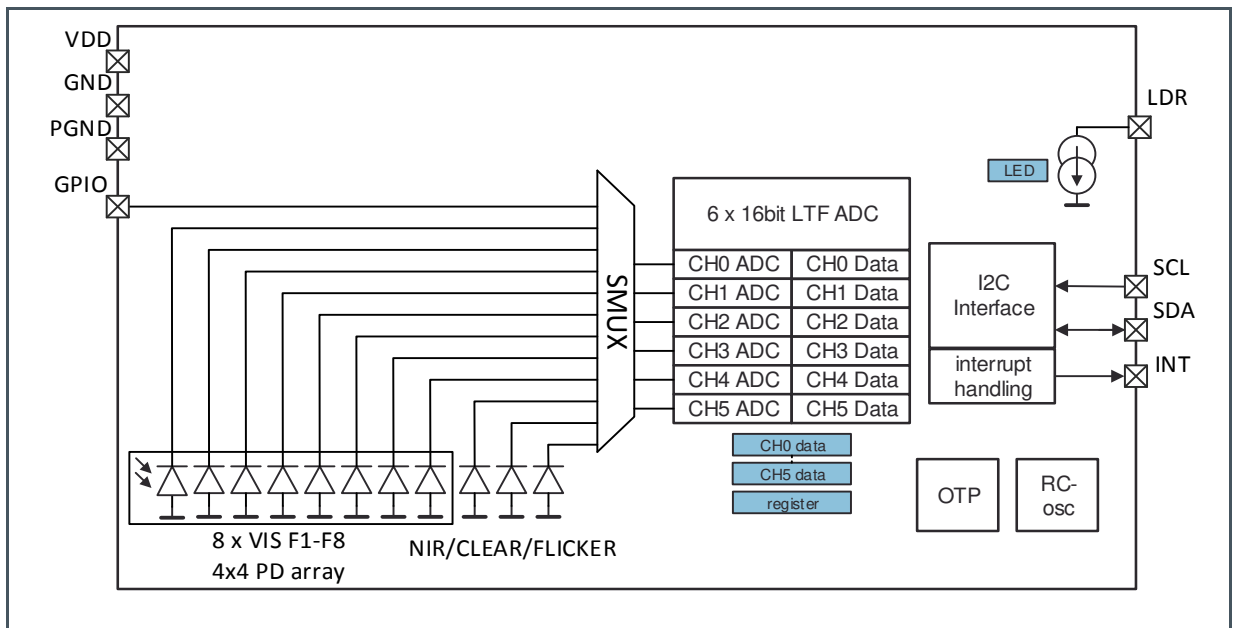 VDD
GND
PGND
GPIO
LDR
LED
6 x 16bit LTF ADC
CH0 ADC CH0 Data
CH1 ADC CH1 Data
CH2 ADC CH2 Data
CH3 ADC CH3 Data
CH4 ADC CH4 Data
CH5 ADC CH5 Data
SMUX
I2C
Interface
interrupt
handling
SCL
SDA
INT
CH0 data
CH5 data
register
OTP
RC-
osc
8 x VIS F1-F8
4x4 PD array
NIR/CLEAR/FLICKER